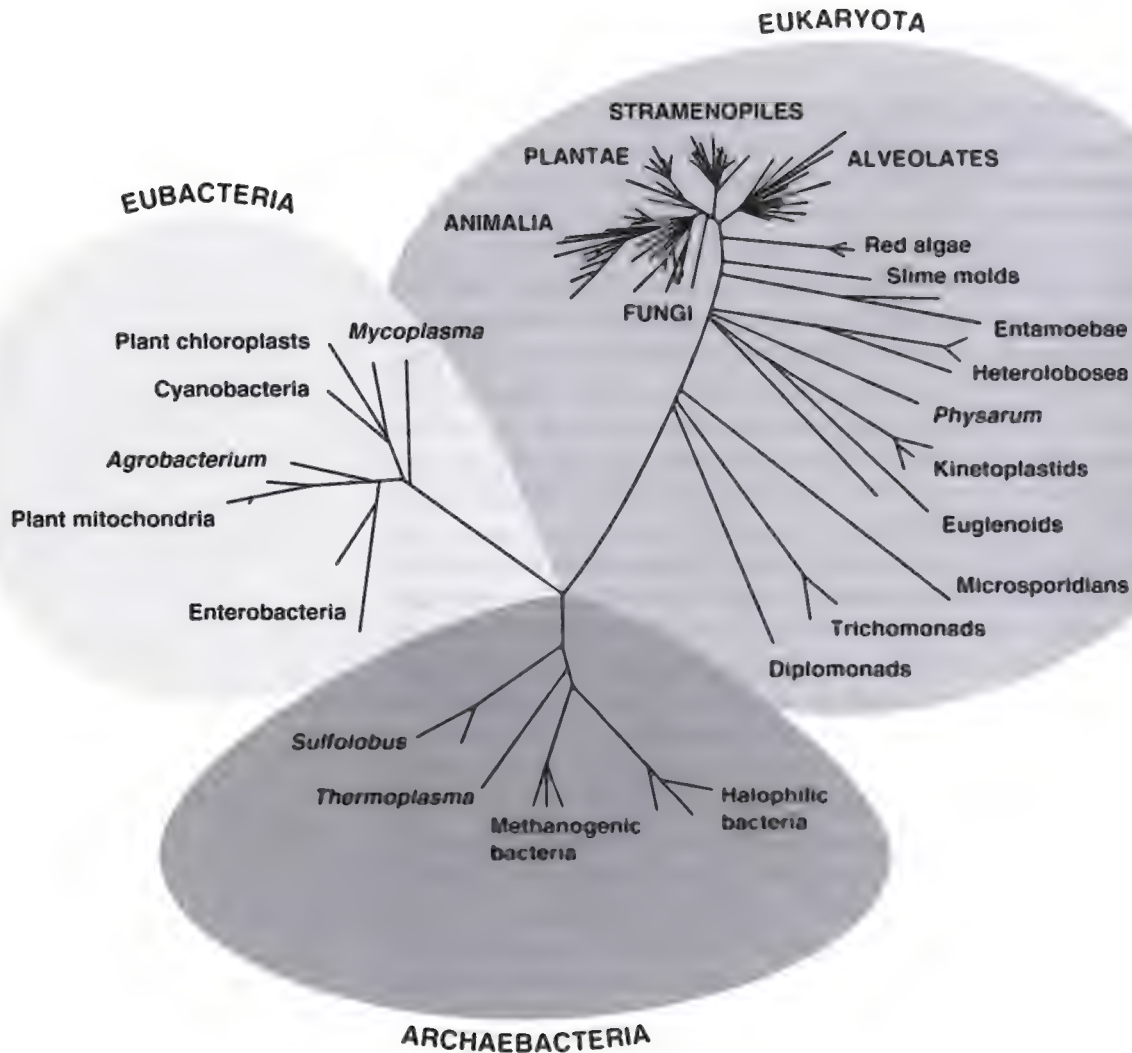 EUKARYOTA
STRAMENOPILES
PLANTAE
ALVEOLATES
EUBACTERIA
ANIMALIA
Red algae
Slime molds
FUNGI
Entamoebae
Plant chloroplasts
Mycoplasma
Heterolobosea
Cyanobacteria
Physarum
Agrobacterium
Kinetoplastids
Plant mitochondria
Euglenoids
Microsporidians
Enterobacteria
Trichomonads
Diplomonads
Sulfolobus
Thermoplasma
Halophilic
bacteria
Methanogenic
bacteria
ARCHAEBACTERIA